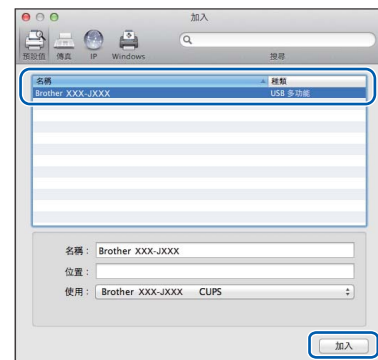 加入
預設值 傳真 IP Windows 搜尋
名稱 種類
Brother XXX-JXXX USB 多功能
名稱： Brother XXX-JXXX
位置：
使用： Brother XXX-JXXX CUPS
加入